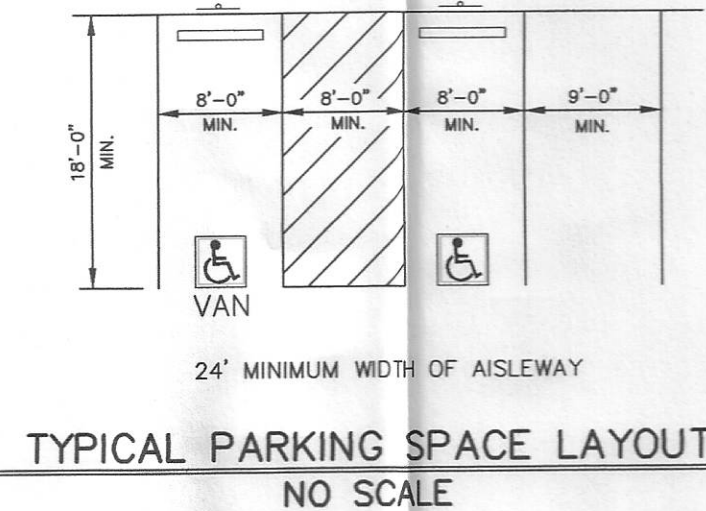 8'-0" 8'-0" 8'-0" 9'-0"
MIN. MIN. MIN. MIN.
18'-0"
MIN.
VAN
24' MINIMUM WIDTH OF AISLEWAY
TYPICAL PARKING SPACE LAYOUT
NO SCALE